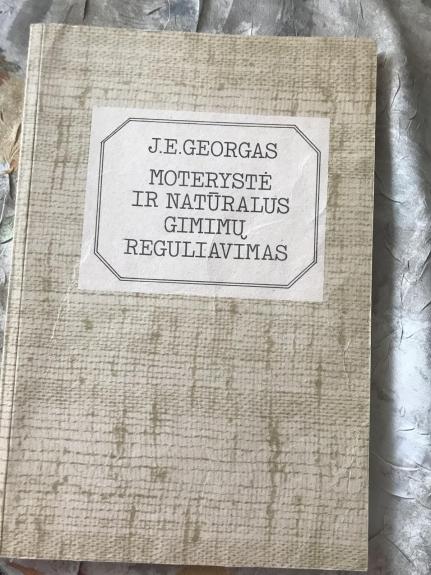 J.E.GEORGAS
MOTERYSTĖ
IR NATŪRALUS
GIMIMŲ
REGULIAVIMAS